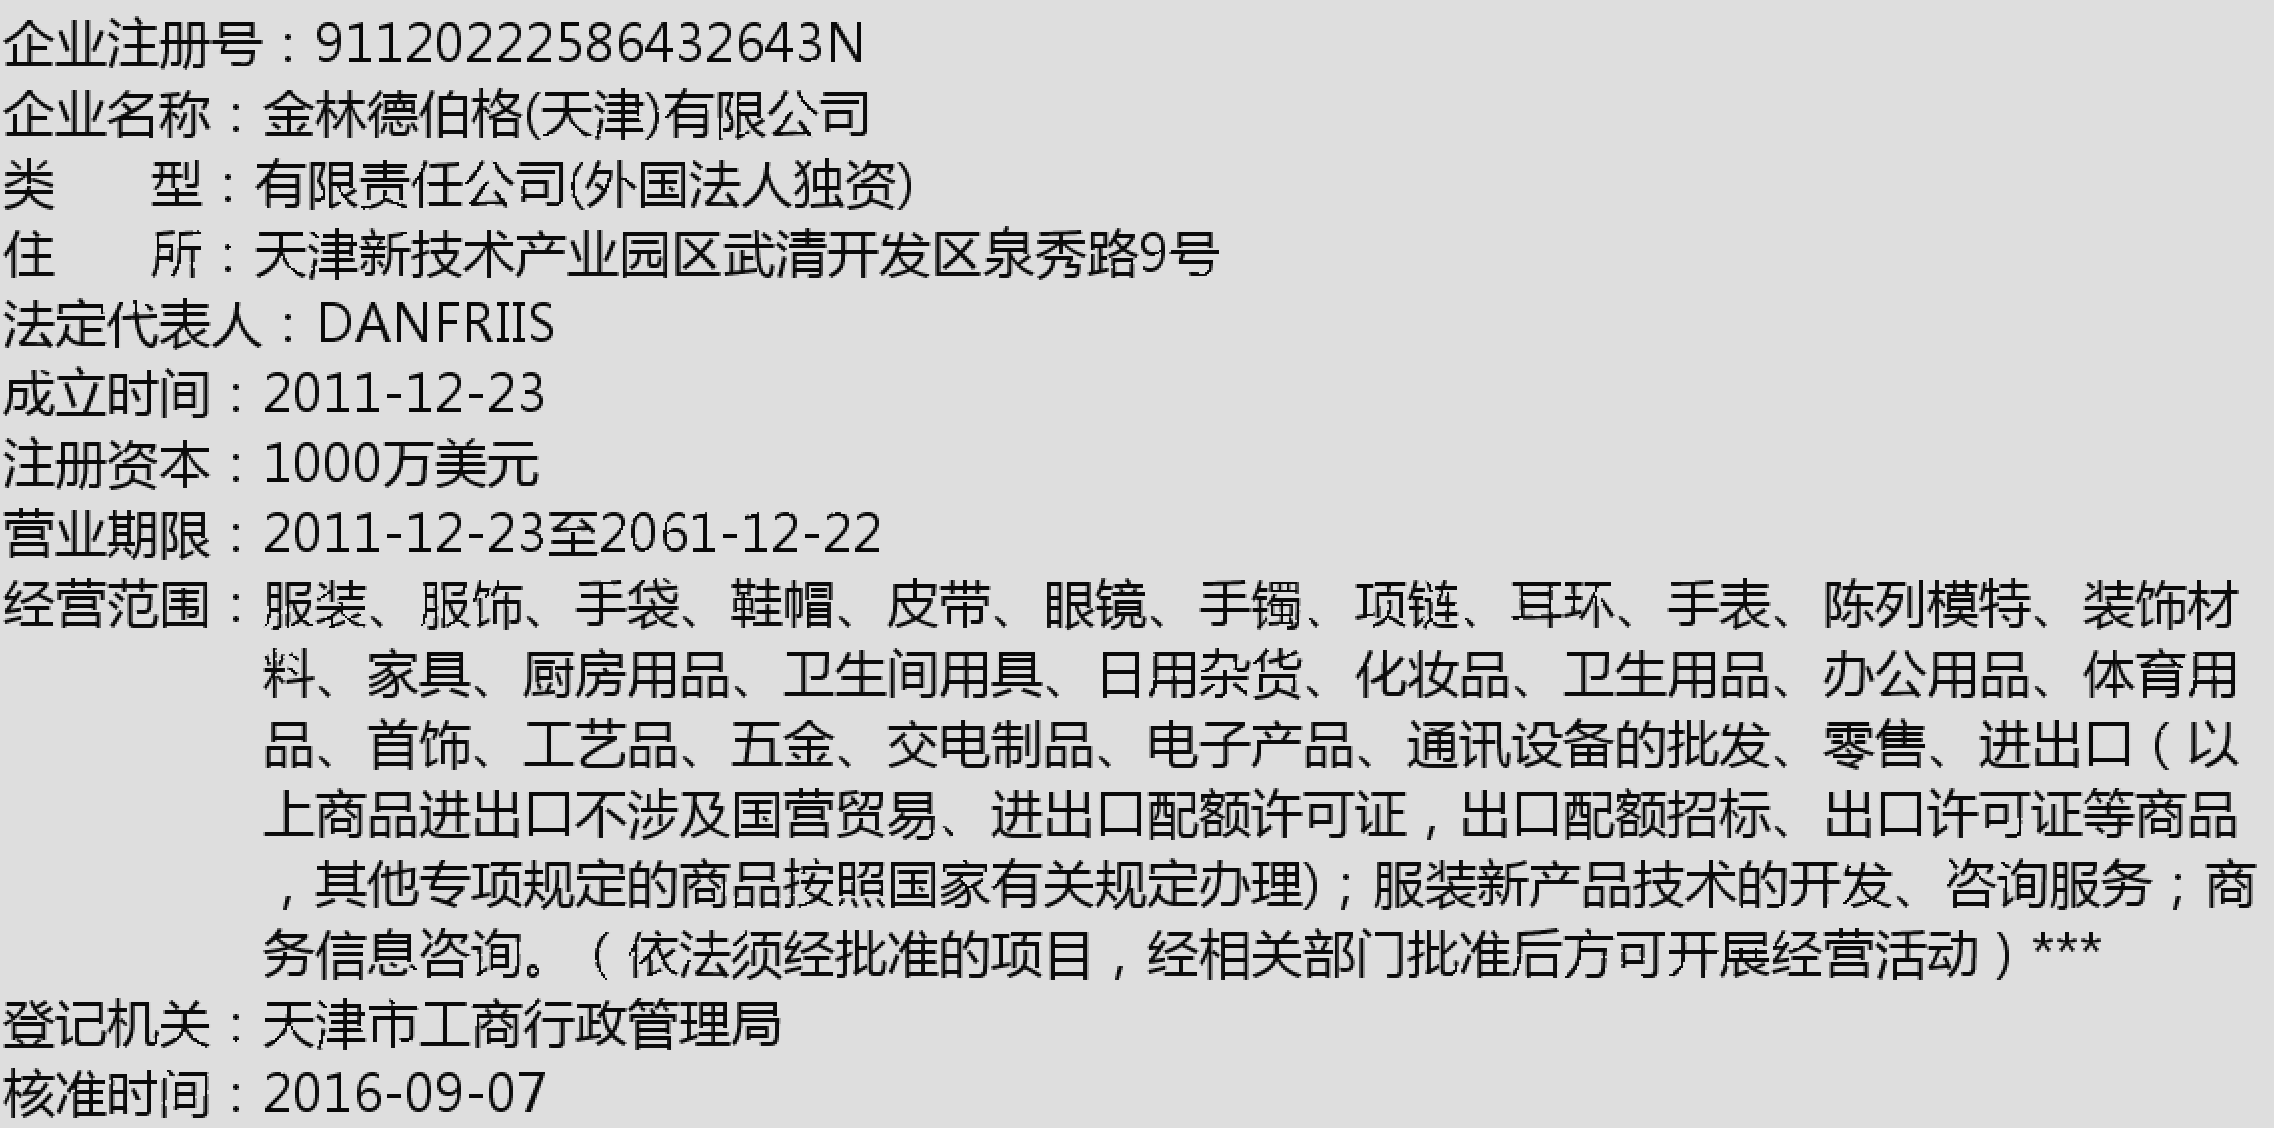 企业注册号：91120222586432643N
企业名称：金林德伯格(天津)有限公司
类　　型：有限责任公司(外国法人独资)
住　　所：天津新技术产业园区武清开发区泉秀路9号
法定代表人：DANFRIIS
成立时间：2011-12-23
注册资本：1000万美元
营业期限：2011-12-23至2061-12-22
经营范围：服装、服饰、手袋、鞋帽、皮带、眼镜、手镯、项链、耳环、手表、陈列模特、装饰材
料、家具、厨房用品、卫生间用具、日用杂货、化妆品、卫生用品、办公用品、体育用
品、首饰、工艺品、五金、交电制品、电子产品、通讯设备的批发、零售、进出口（以
上商品进出口不涉及国营贸易、进出口配额许可证，出口配额招标、出口许可证等商品
，其他专项规定的商品按照国家有关规定办理)；服装新产品技术的开发、咨询服务；商
务信息咨询。（依法须经批准的项目，经相关部门批准后方可开展经营活动）***
登记机关：天津市工商行政管理局
核准时间：2016-09-07